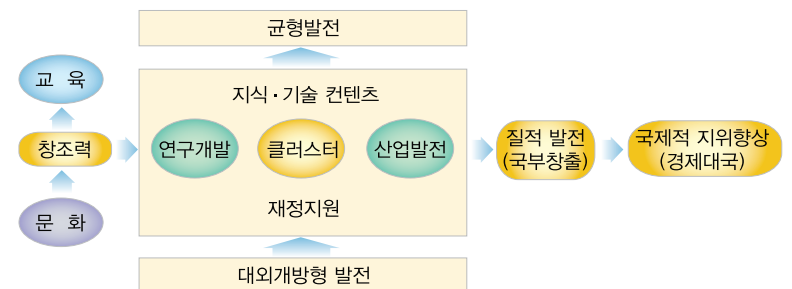 균형발전
교 육
지식·기술 컨텐츠
창조력
연구개발
클러스터
산업발전
질적 발전
(국부창출)
국제적 지위향상
(경제대국)
문 화
재정지원
대외개방형 발전